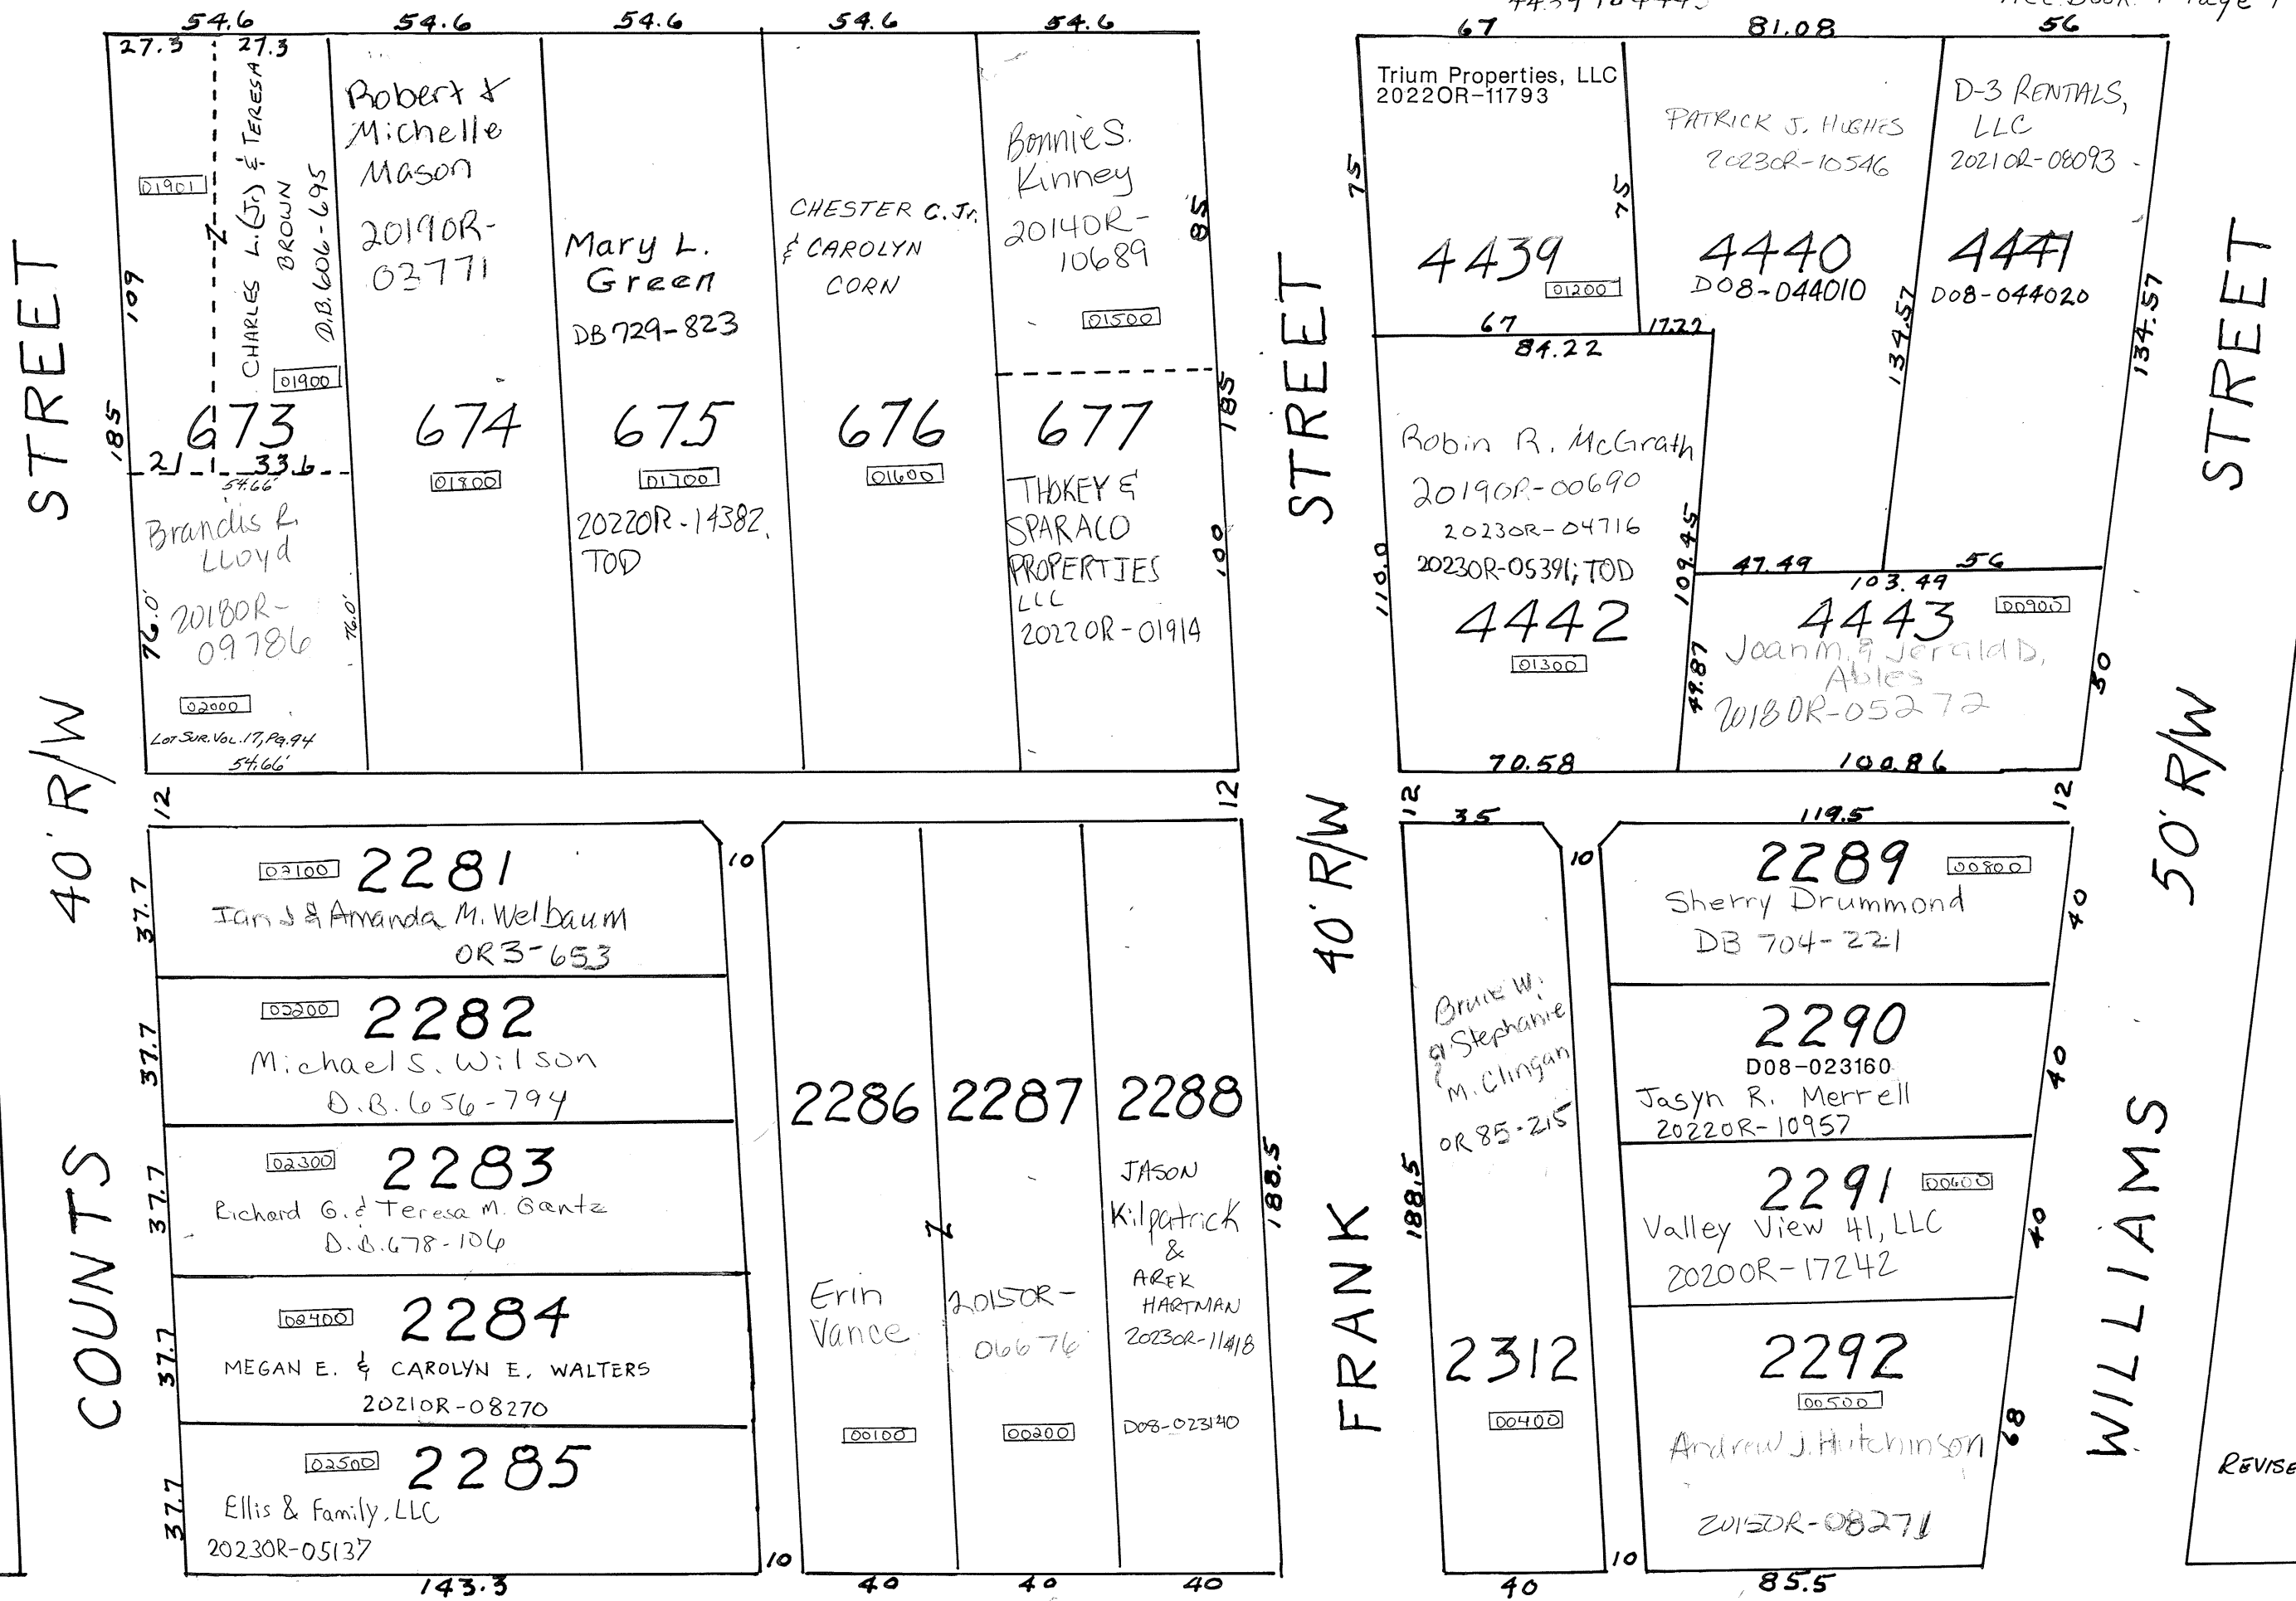 54.6 54.6 54.6 54.6 54.6
27.3 27.3
01901
Z
CHARLES L.(Jr.) & TERESA
BROWN
D.B. 606-695
01900
109
185
673
21 33.6
54.66'
Brandis R.
Lloyd
2018OR-
09786
76.0'
76.0'
02000
LOT SUR. VOL. 17, PG. 94
54.66'
Robert &
Michelle
Mason
2019OR-
03771
674
01800
Mary L.
Green
DB 729-823
675
01700
2022OR-14382.
TOD
CHESTER C. Jr.
& CAROLYN
CORN
676
01600
Bonnie S.
Kinney
2014OR-
10689
01500
85
677
185
THOKEY &
SPARACO
PROPERTIES
LLC
2022OR-01914
100
12
12
67 81.08 56
Trium Properties, LLC
2022OR-11793
75
75
4439
01200
67 17.22
84.22
PATRICK J. HUGHES
2023OR-10546
4440
D08-044010
134.57
D-3 RENTALS,
LLC
2021OR-08093
4441
D08-044020
134.57
Robin R. McGrath
2019OR-00690
2023OR-04716
2023OR-05391; TOD
4442
01300
110.0
109.45
49.87
70.58
47.49 56
103.49
4443
00900
Joan M. & Jerald D.
Ables
2018OR-05272
50
100.86
12
12
02100
2281
Ian J & Amanda M. Welbaum
OR3-653
37.7
10
02200
2282
Michael S. Wilson
D.B. 656-794
37.7
02300
2283
Richard G. & Teresa M. Gantz
D.B. 678-106
37.7
02400
2284
MEGAN E. & CAROLYN E. WALTERS
2021OR-08270
37.7
02500
2285
Ellis & Family, LLC
2023OR-05137
37.7
143.3
10
2286
Erin
Vance
00100
40
Z
2287
2015OR-
06676
00200
40
2288
JASON
Kilpatrick
&
AREK
HARTMAN
2023OR-11418
D08-023140
40
188.5
35
10
Bruce W.
& Stephanie
M. Clingan
OR 85-215
188.5
2312
00400
40
10
119.5
2289
00800
Sherry Drummond
DB 704-221
40
2290
D08-023160
Jasyn R. Merrell
2022OR-10957
40
2291
00600
Valley View 41, LLC
2020OR-17242
40
2292
00500
Andrew J. Hutchinson
2015OR-08271
68
85.5
COUNTS 40' R/W STREET
FRANK 40' R/W STREET
WILLIAMS 50' R/W STREET
REVISE